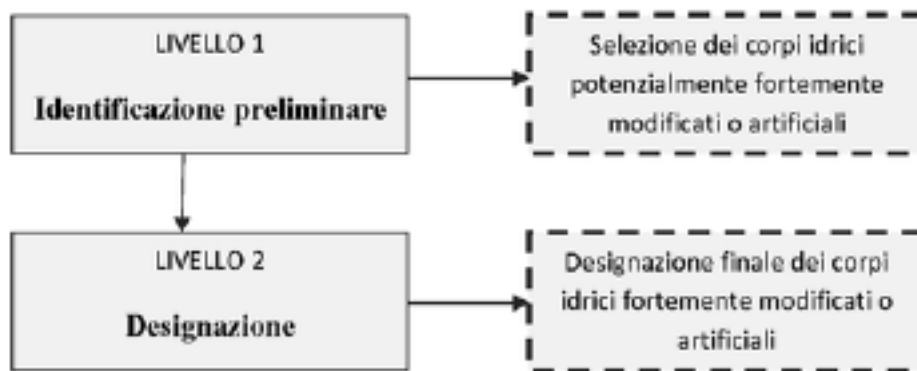 LIVELLO 1
Identificazione preliminare
Selezione dei corpi idrici
potenzialmente fortemente
modificati o artificiali
LIVELLO 2
Designazione
Designazione finale dei corpi
idrici fortemente modificati o
artificiali